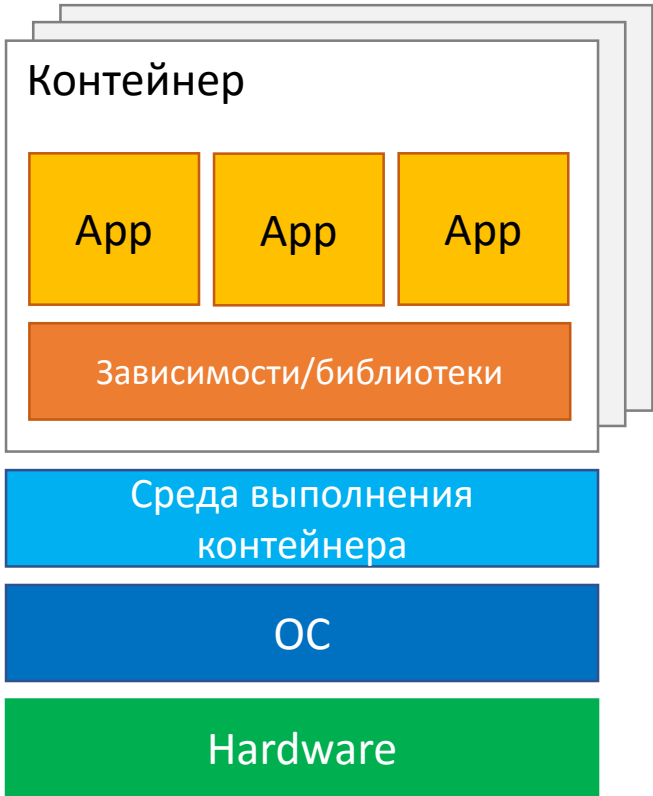 Контейнер
App App App
Зависимости/библиотеки
Среда выполнения
контейнера
ОС
Hardware